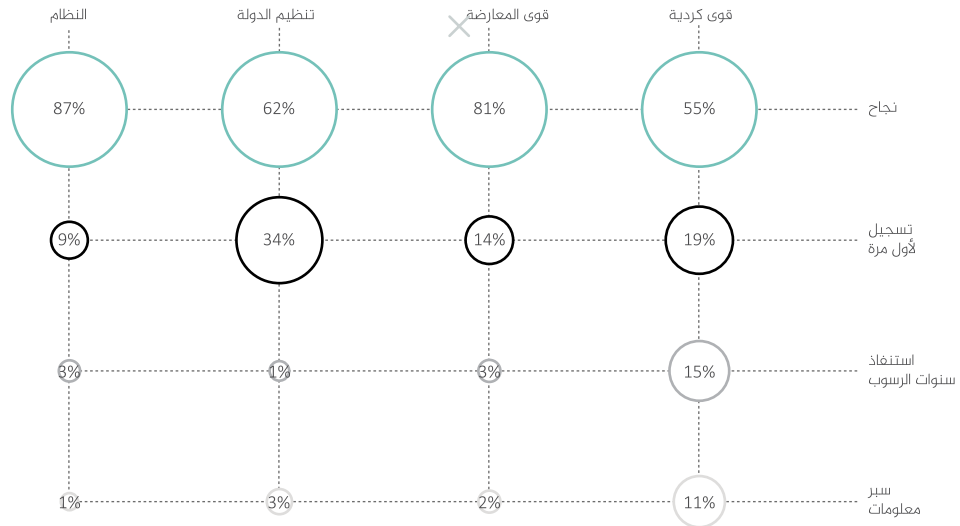 قوى كردية
قوى المعارضة
تنظيم الدولة
النظام
نجاح
55%
81%
62%
87%
تسجيل
لأول مرة
19%
14%
34%
9%
استنفاذ
سنوات الرسوب
15%
3%
1%
3%
سبر
معلومات
11%
2%
3%
1%